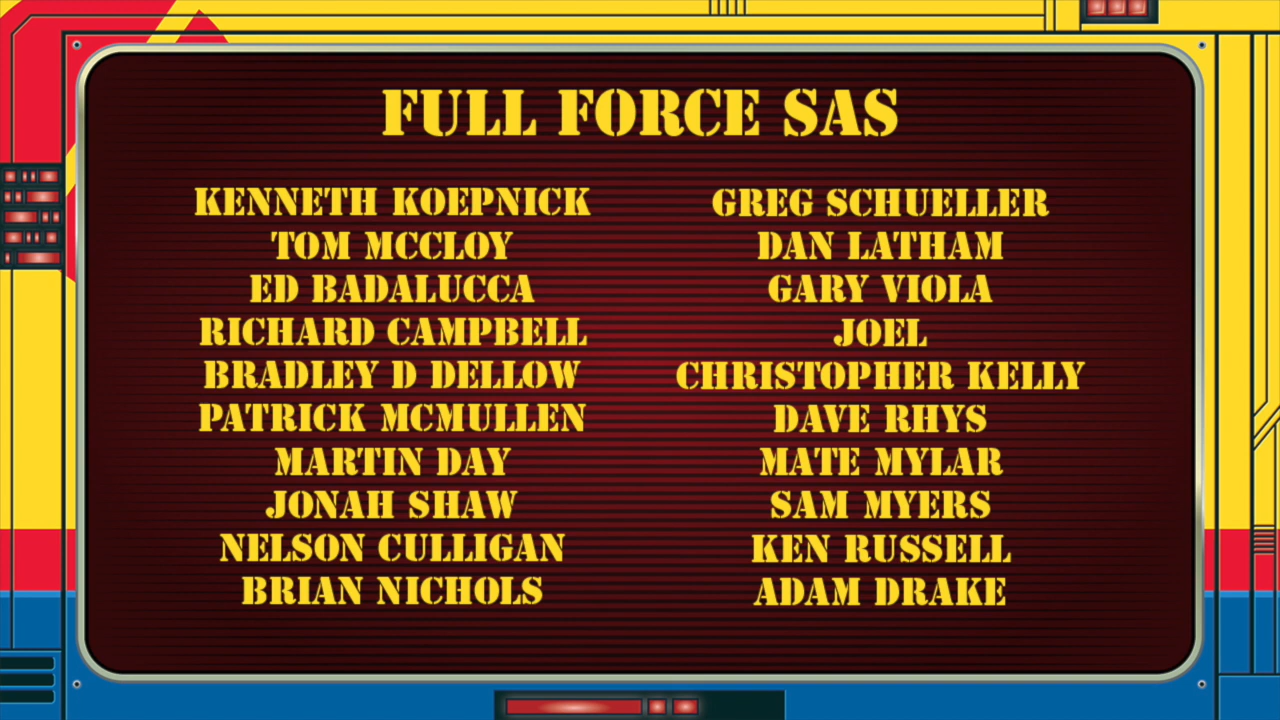 FULL FORCE SAS
KENNETH KOEPNICK
TOM MCCLOY
ED BADALUCCA
RICHARD CAMPBELL
BRADLEY D DELLOW
PATRICK MCMULLEN
MARTIN DAY
JONAH SHAW
NELSON CULLIGAN
BRIAN NICHOLS
GREG SCHUELLER
DAN LATHAM
GARY VIOLA
JOEL
CHRISTOPHER KELLY
DAVE RHYS
MATE MYLAR
SAM MYERS
KEN RUSSELL
ADAM DRAKE